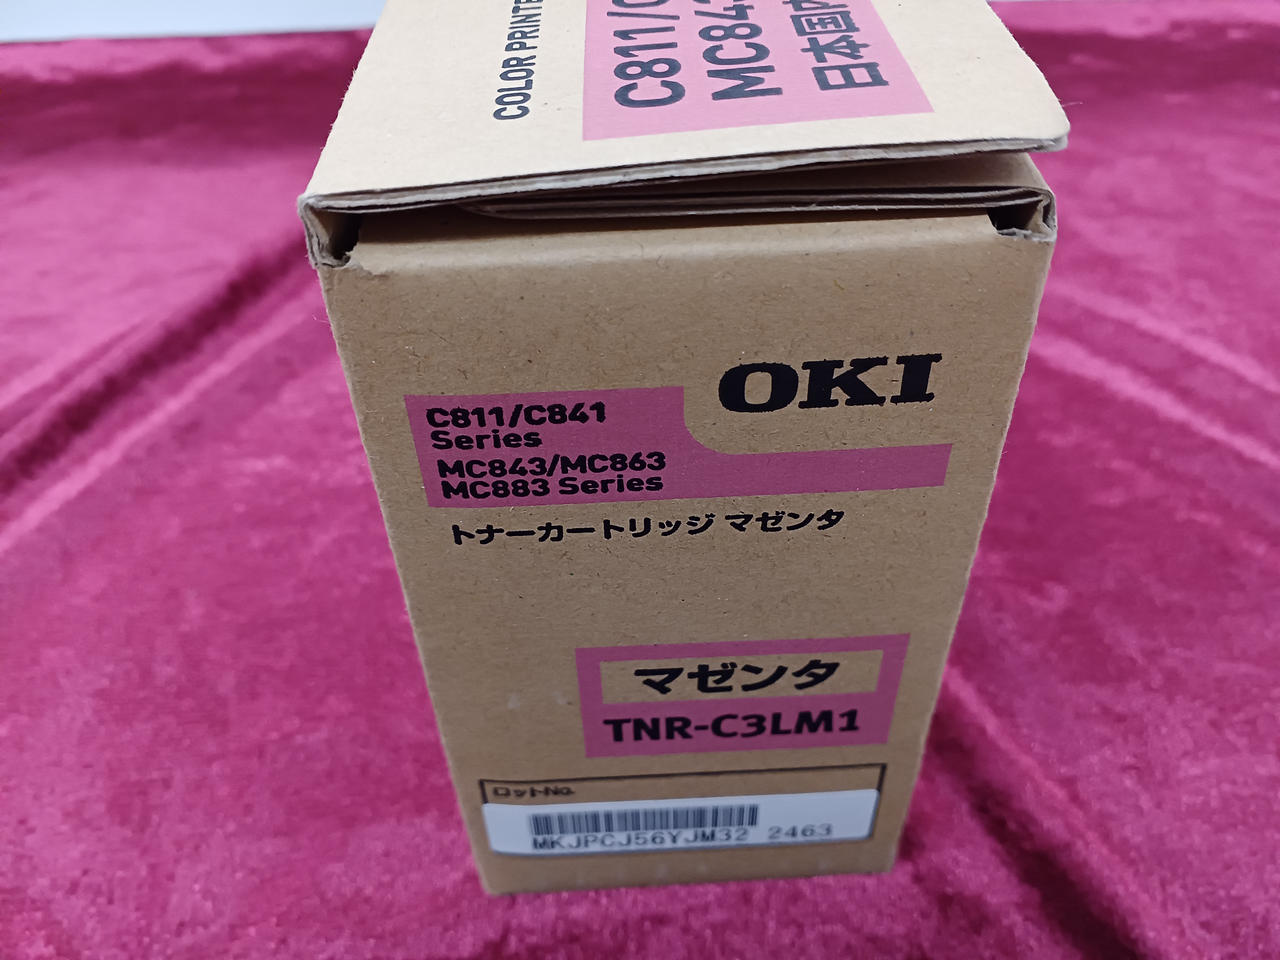 COLOR PRINTE
C811/C
MC843
日本国内
OKI
C811/C841
Series
MC843/MC863
MC883 Series
トナーカートリッジ マゼンタ
マゼンタ
TNR-C3LM1
ロットNo.
MKJPCJ56YJM32 2463